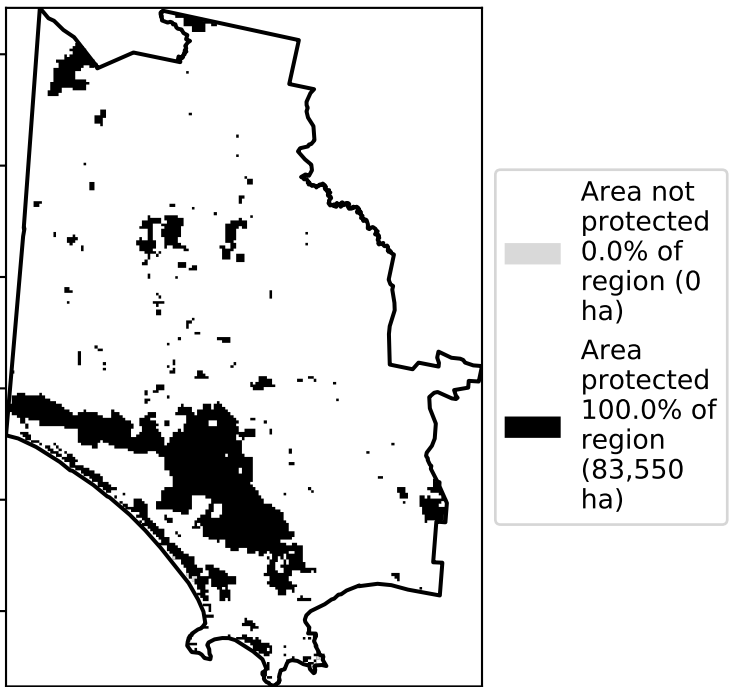 Area not
protected
0.0% of
region (0
ha)
Area
protected
100.0% of
region
(83,550
ha)